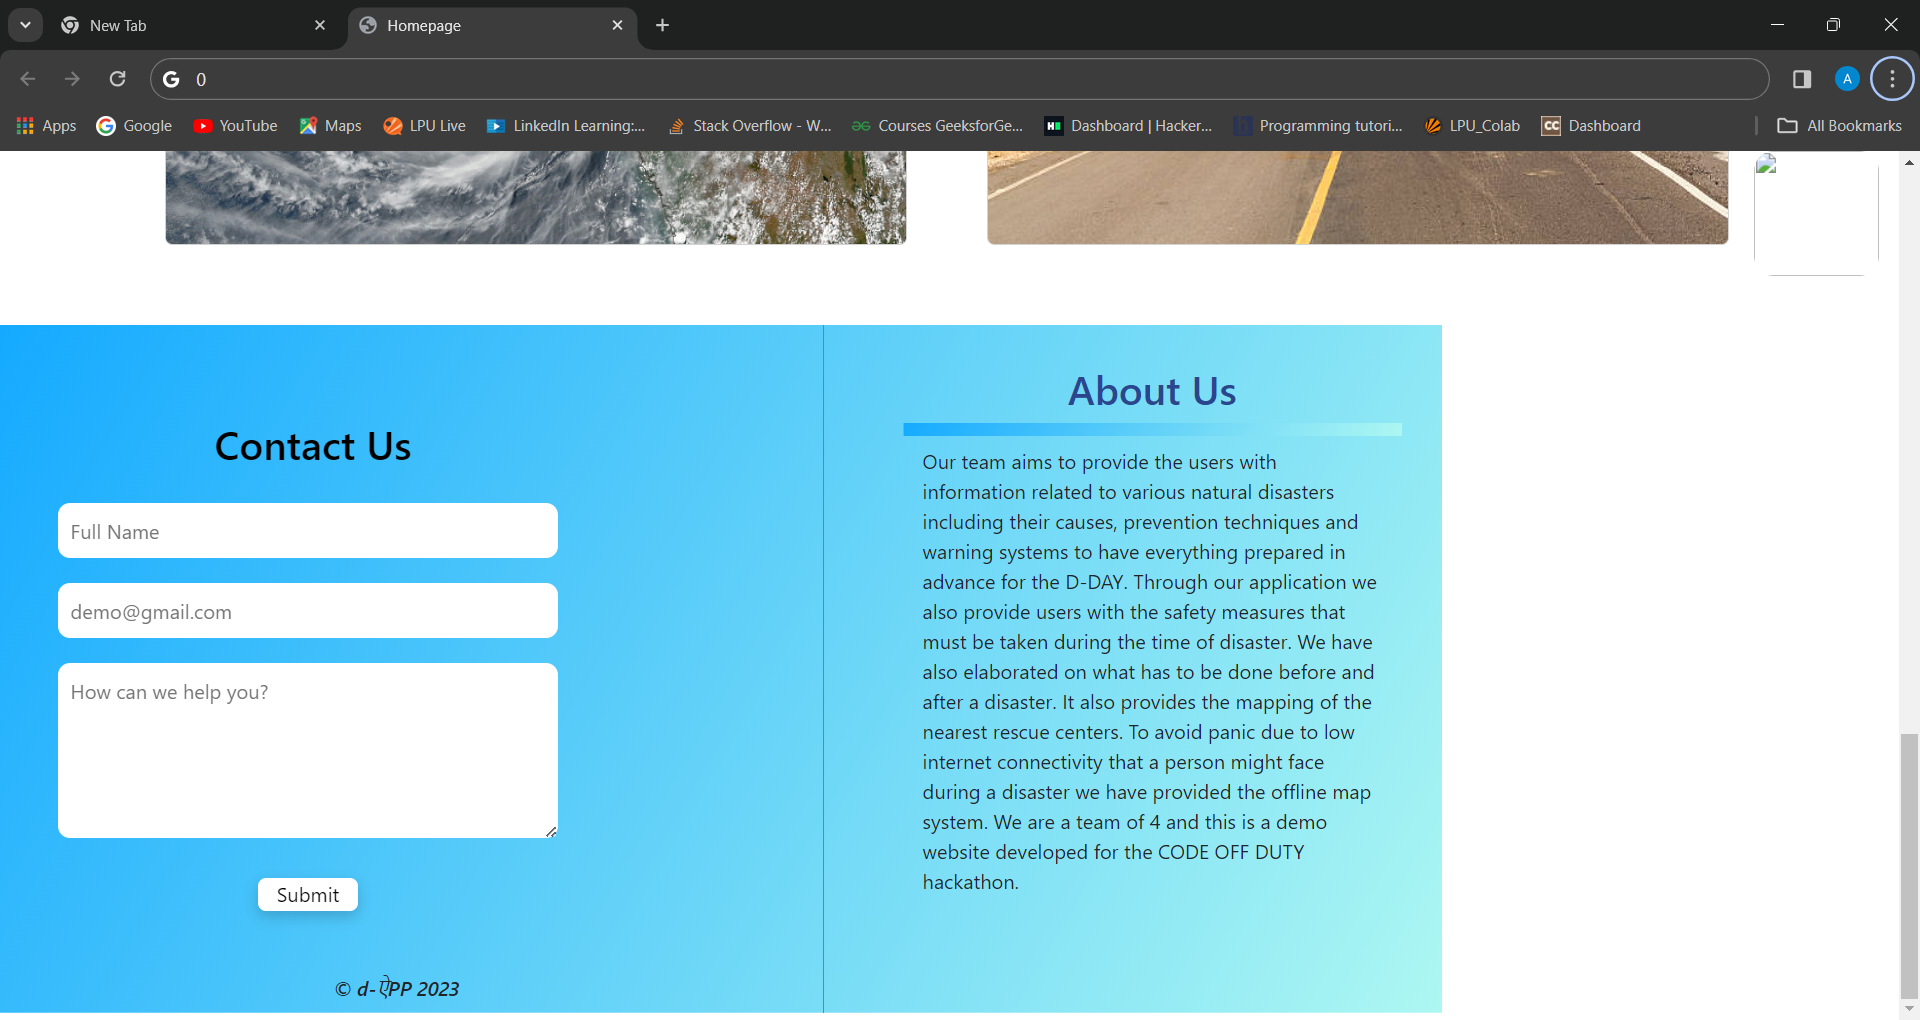 New Tab
Homepage
0
Apps
Google
YouTube
Maps
LPU Live
LinkedIn Learning:...
Stack Overflow - W...
Courses GeeksforGe...
Dashboard | Hacker...
Programming tutori...
LPU_Colab
CC Dashboard
All Bookmarks
A
Contact Us
Full Name
demo@gmail.com
How can we help you?
Submit
© d-ऐPP 2023
About Us
Our team aims to provide the users with
information related to various natural disasters
including their causes, prevention techniques and
warning systems to have everything prepared in
advance for the D-DAY. Through our application we
also provide users with the safety measures that
must be taken during the time of disaster. We have
also elaborated on what has to be done before and
after a disaster. It also provides the mapping of the
nearest rescue centers. To avoid panic due to low
internet connectivity that a person might face
during a disaster we have provided the offline map
system. We are a team of 4 and this is a demo
website developed for the CODE OFF DUTY
hackathon.